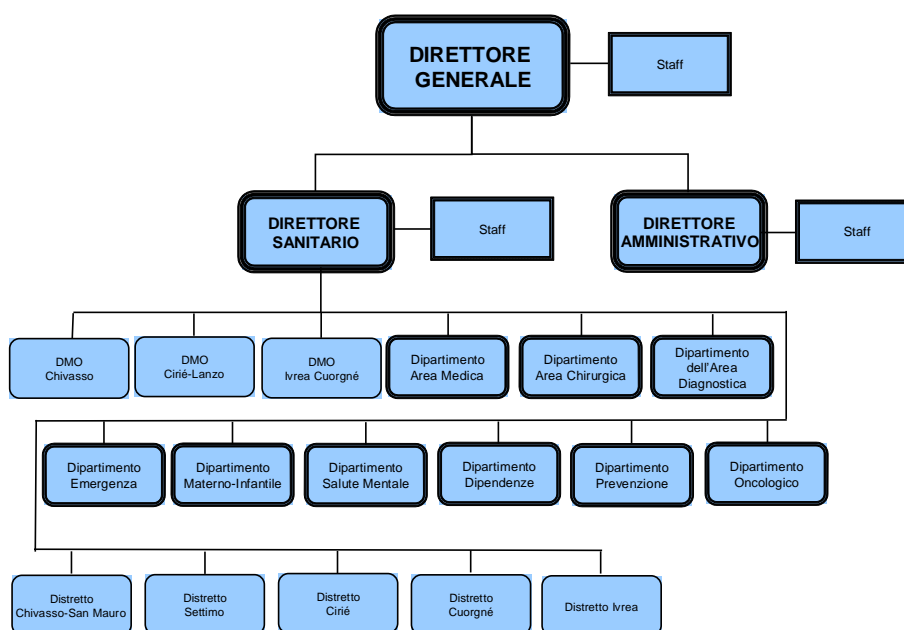 DIRETTORE
GENERALE
Staff
DIRETTORE
SANITARIO
Staff
DIRETTORE
AMMINISTRATIVO
Staff
DMO
Chivasso
DMO
Cirié-Lanzo
DMO
Ivrea Cuorgné
Dipartimento
Area Medica
Dipartimento
Area Chirurgica
Dipartimento
dell'Area
Diagnostica
Dipartimento
Emergenza
Dipartimento
Materno-Infantile
Dipartimento
Salute Mentale
Dipartimento
Dipendenze
Dipartimento
Prevenzione
Dipartimento
Oncologico
Distretto
Chivasso-San Mauro
Distretto
Settimo
Distretto
Cirié
Distretto
Cuorgné
Distretto Ivrea